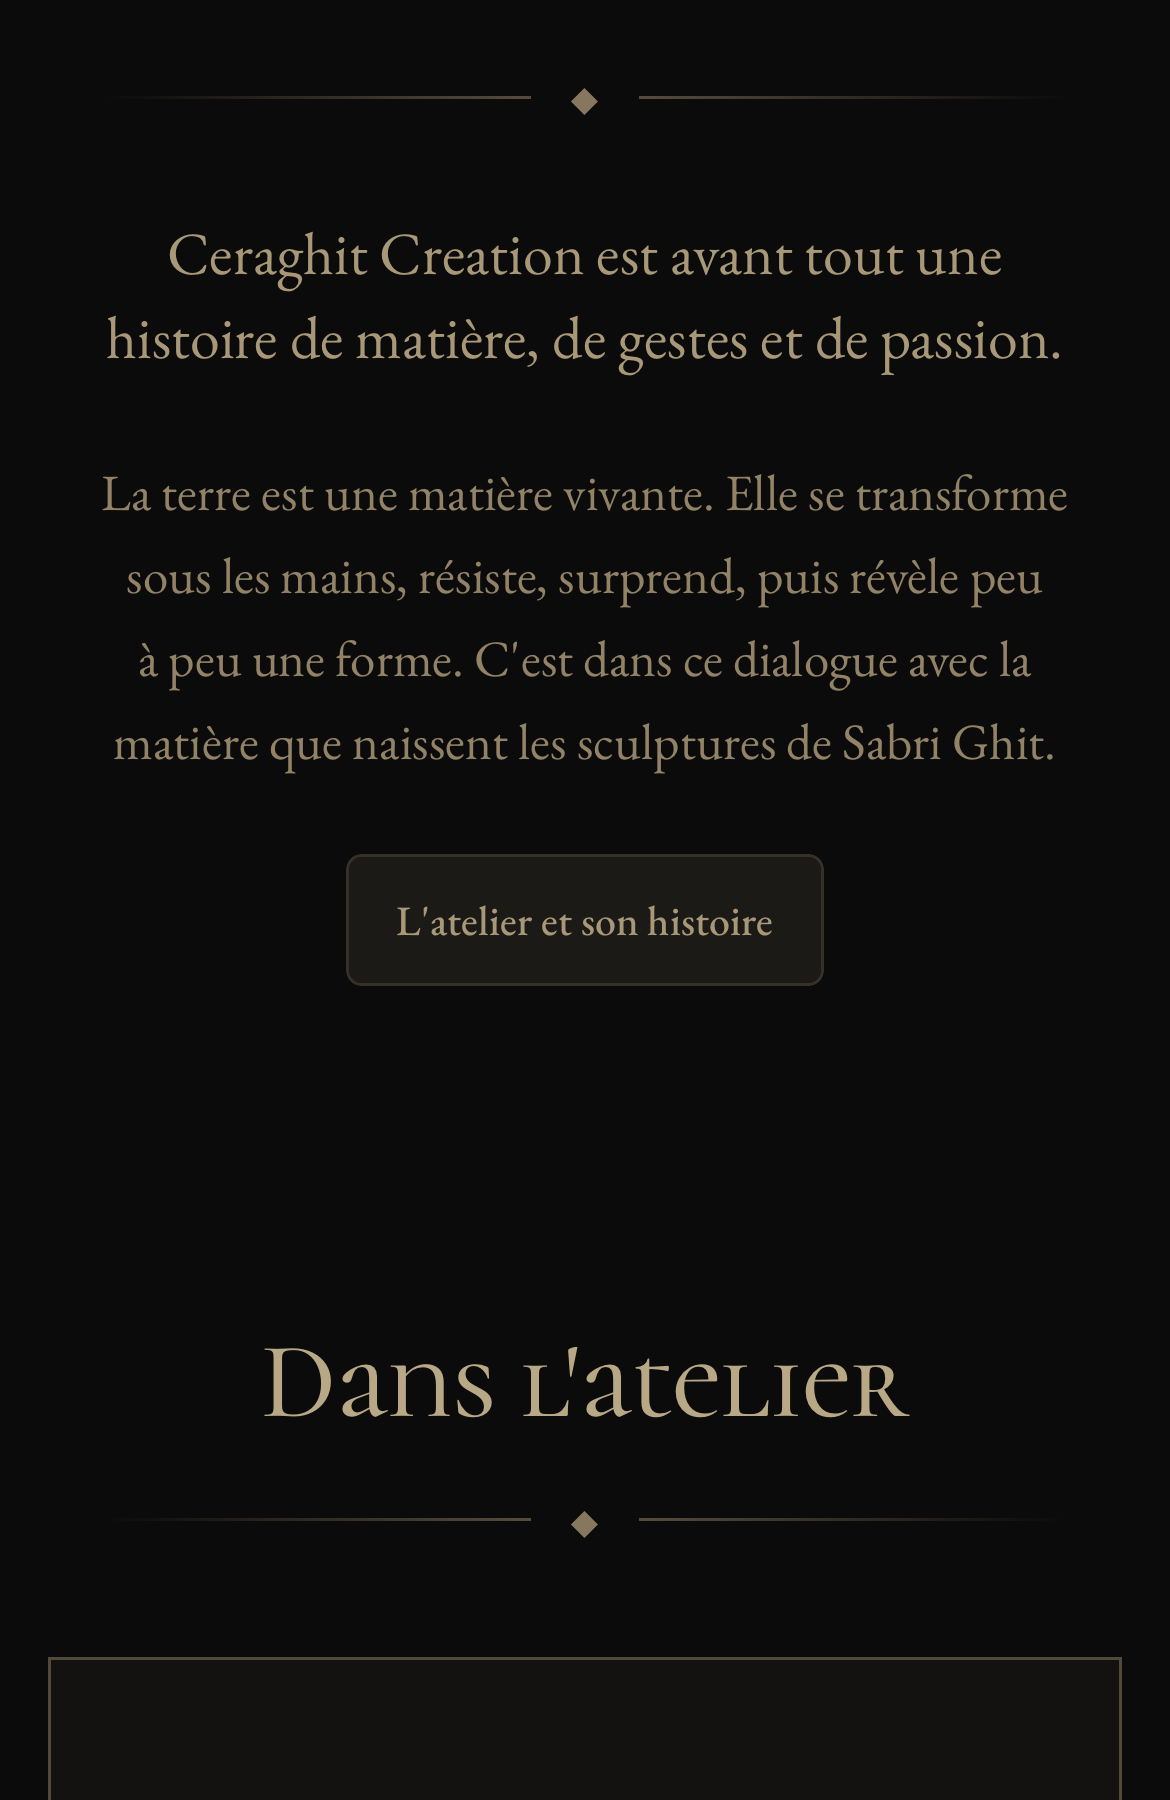 Ceraghit Creation est avant tout une
histoire de matière, de gestes et de passion.
La terre est une matière vivante. Elle se transforme
sous les mains, résiste, surprend, puis révèle peu
à peu une forme. C'est dans ce dialogue avec la
matière que naissent les sculptures de Sabri Ghit.
L'atelier et son histoire
Dans l'atelier